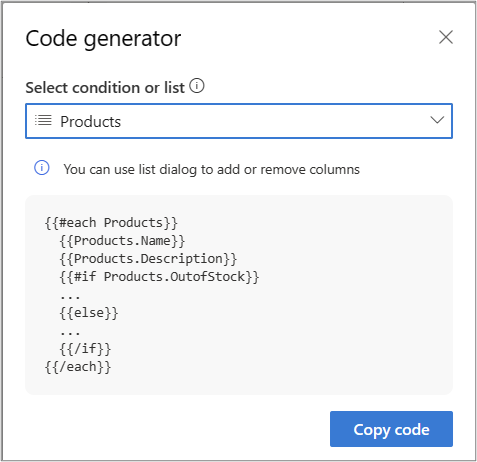 Code generator
Select condition or list
Products
You can use list dialog to add or remove columns
{{#each Products}}
  {{Products.Name}}
  {{Products.Description}}
  {{#if Products.OutofStock}}
  ...
  {{else}}
  ...
  {{/if}}
{{/each}}
Copy code